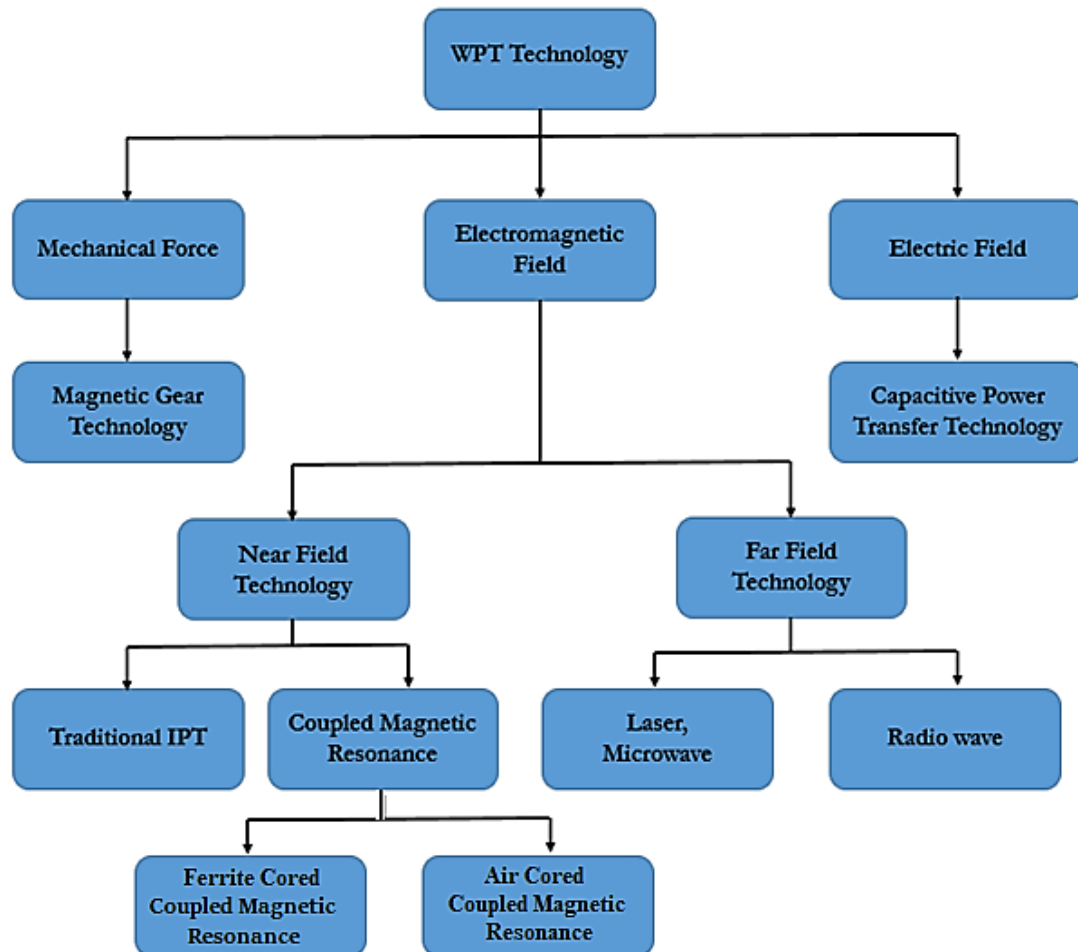 WPT Technology
Mechanical Force
Electromagnetic
Field
Electric Field
Magnetic Gear
Technology
Capacitive Power
Transfer Technology
Near Field
Technology
Far Field
Technology
Traditional IPT
Coupled Magnetic
Resonance
Laser,
Microwave
Radio wave
Ferrite Cored
Coupled Magnetic
Resonance
Air Cored
Coupled Magnetic
Resonance